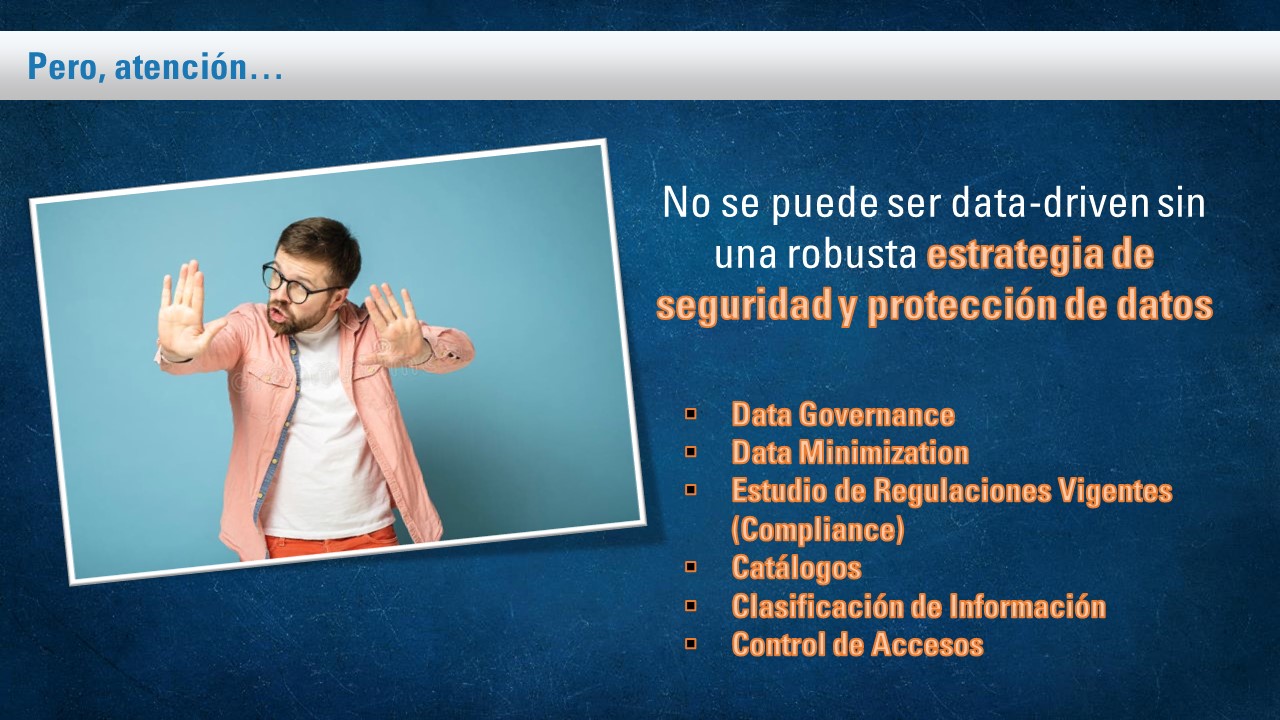 Pero, atención…
No se puede ser data-driven sin
una robusta estrategia de
seguridad y protección de datos
Data Governance
Data Minimization
Estudio de Regulaciones Vigentes
(Compliance)
Catálogos
Clasificación de Información
Control de Accesos